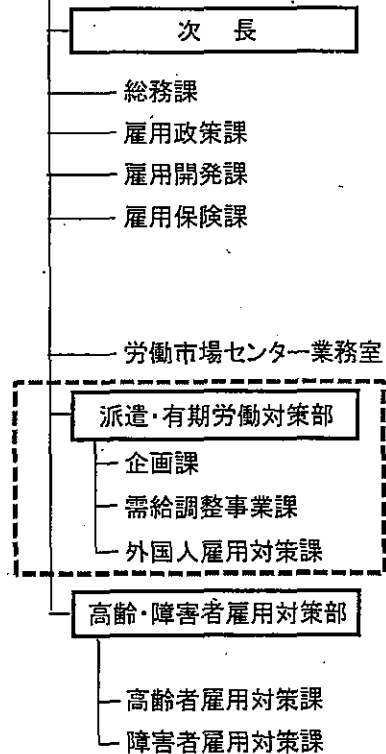 次 長
総務課
雇用政策課
雇用開発課
雇用保険課
労働市場センター業務室
派遣・有期労働対策部
企画課
需給調整事業課
外国人雇用対策課
高齢・障害者雇用対策部
高齢者雇用対策課
障害者雇用対策課